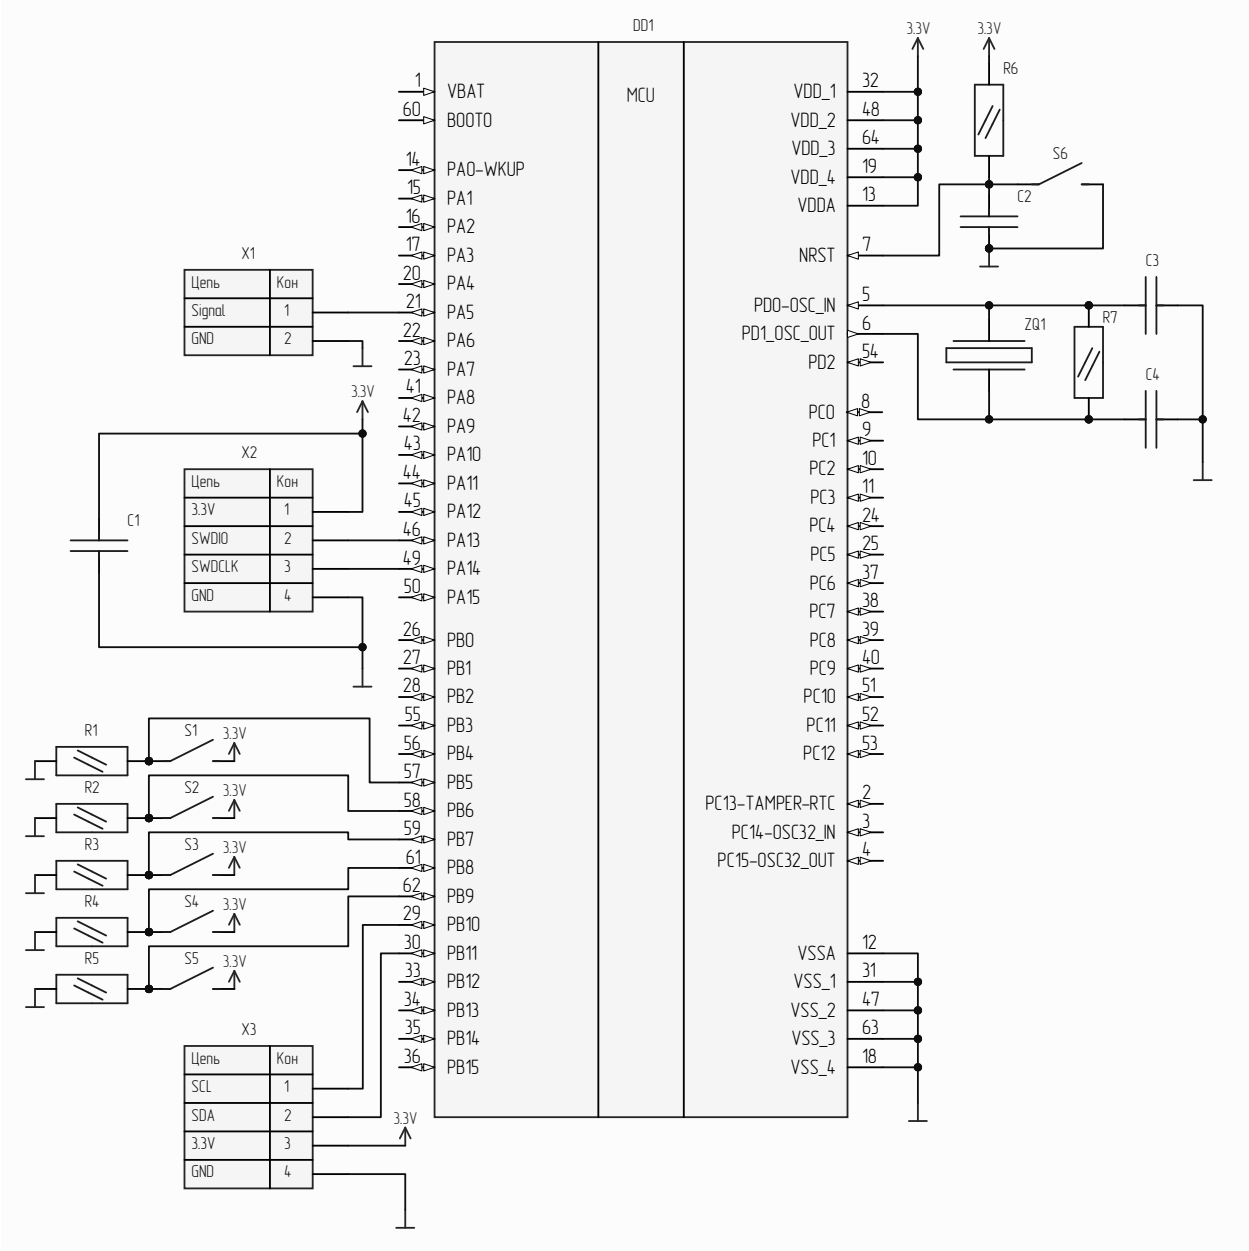 DD1
MCU
1 VBAT
60 BOOT0
14 PA0-WKUP
15 PA1
16 PA2
17 PA3
20 PA4
21 PA5
22 PA6
23 PA7
41 PA8
42 PA9
43 PA10
44 PA11
45 PA12
46 PA13
49 PA14
50 PA15
26 PB0
27 PB1
28 PB2
55 PB3
56 PB4
57 PB5
58 PB6
59 PB7
61 PB8
62 PB9
29 PB10
30 PB11
33 PB12
34 PB13
35 PB14
36 PB15
VDD_1 32
VDD_2 48
VDD_3 64
VDD_4 19
VDDA 13
NRST 7
PD0-OSC_IN 5
PD1_OSC_OUT 6
PD2 54
PC0 8
PC1 9
PC2 10
PC3 11
PC4 24
PC5 25
PC6 37
PC7 38
PC8 39
PC9 40
PC10 51
PC11 52
PC12 53
PC13-TAMPER-RTC 2
PC14-OSC32_IN 3
PC15-OSC32_OUT 4
VSSA 12
VSS_1 31
VSS_2 47
VSS_3 63
VSS_4 18
X1
Цепь Кон
Signal 1
GND 2
3.3V
X2
Цепь Кон
3.3V 1
SWDIO 2
SWDCLK 3
GND 4
C1
R1 S1 3.3V
R2 S2 3.3V
R3 S3 3.3V
R4 S4 3.3V
R5 S5 3.3V
X3
Цепь Кон
SCL 1
SDA 2
3.3V 3
GND 4
3.3V
3.3V
3.3V
R6
S6
C2
C3
ZQ1
R7
C4